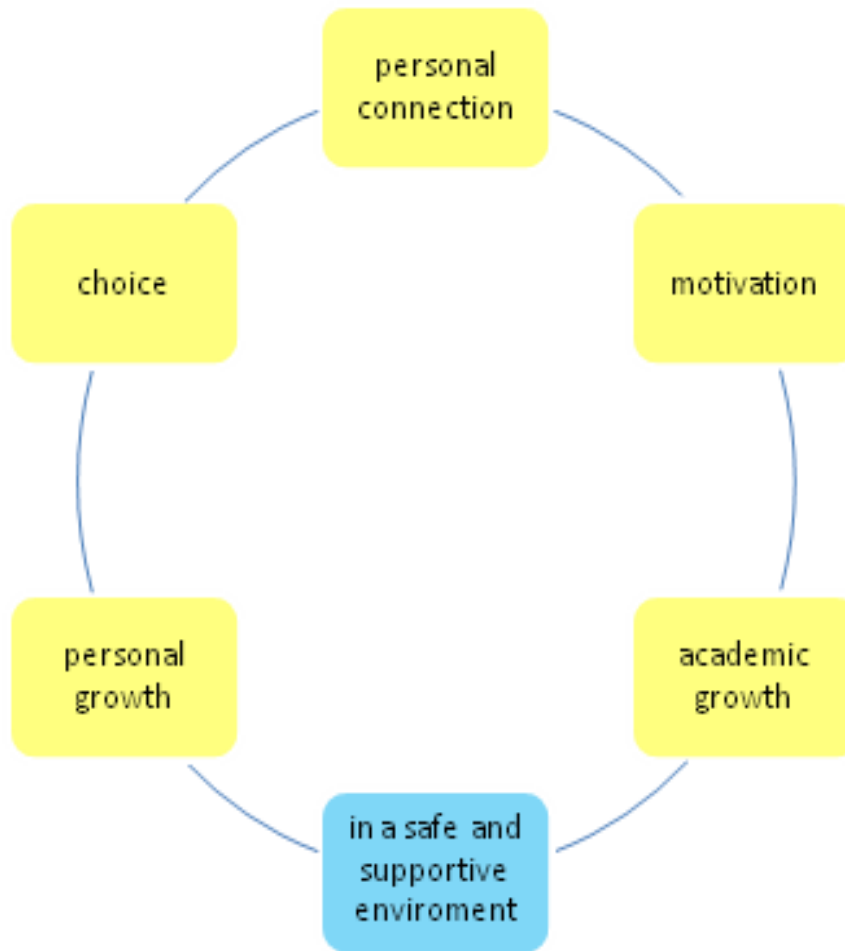 personal
connection
choice
motivation
personal
growth
academic
growth
in a safe and
supportive
enviroment